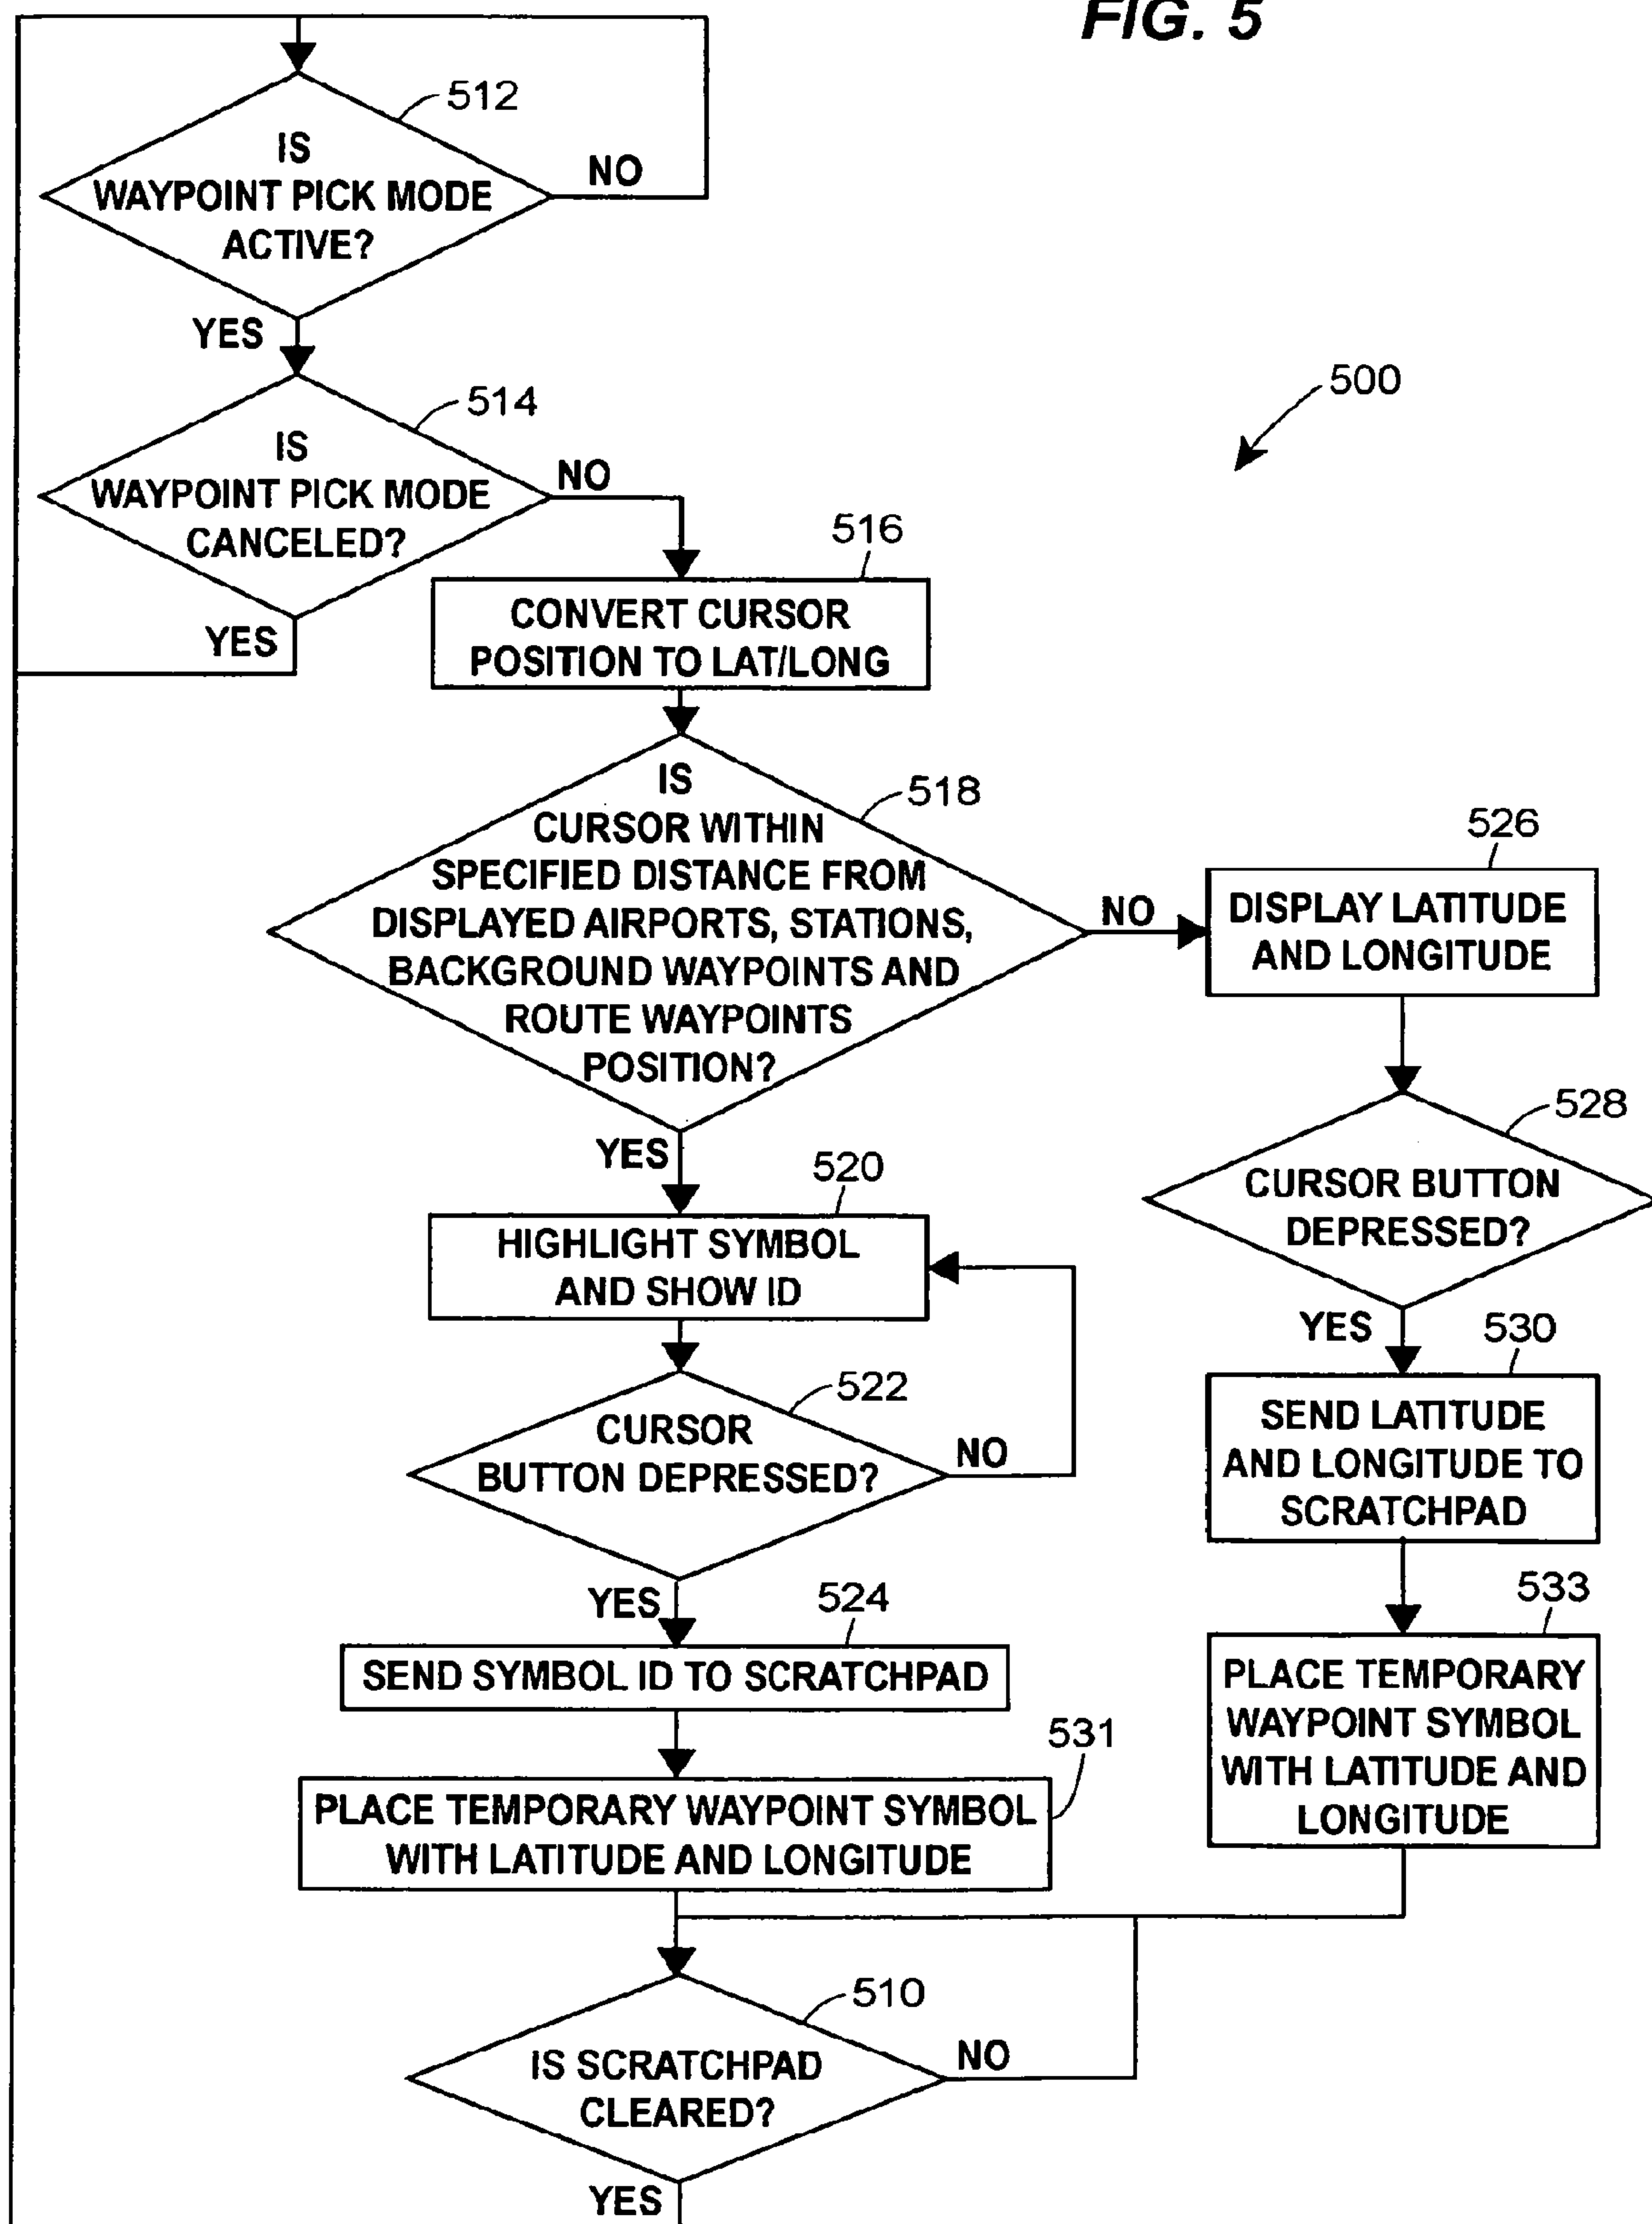 FIG. 5
512
IS
WAYPOINT PICK MODE
ACTIVE?
NO
YES
514
IS
WAYPOINT PICK MODE
CANCELED?
NO
YES
500
516
CONVERT CURSOR
POSITION TO LAT/LONG
518
IS
CURSOR WITHIN
SPECIFIED DISTANCE FROM
DISPLAYED AIRPORTS, STATIONS,
BACKGROUND WAYPOINTS AND
ROUTE WAYPOINTS
POSITION?
NO
YES
526
DISPLAY LATITUDE
AND LONGITUDE
528
CURSOR BUTTON
DEPRESSED?
YES
520
HIGHLIGHT SYMBOL
AND SHOW ID
522
CURSOR
BUTTON DEPRESSED?
NO
YES
530
SEND LATITUDE
AND LONGITUDE TO
SCRATCHPAD
524
SEND SYMBOL ID TO SCRATCHPAD
533
PLACE TEMPORARY
WAYPOINT SYMBOL
WITH LATITUDE AND
LONGITUDE
531
PLACE TEMPORARY WAYPOINT SYMBOL
WITH LATITUDE AND LONGITUDE
510
IS SCRATCHPAD
CLEARED?
NO
YES